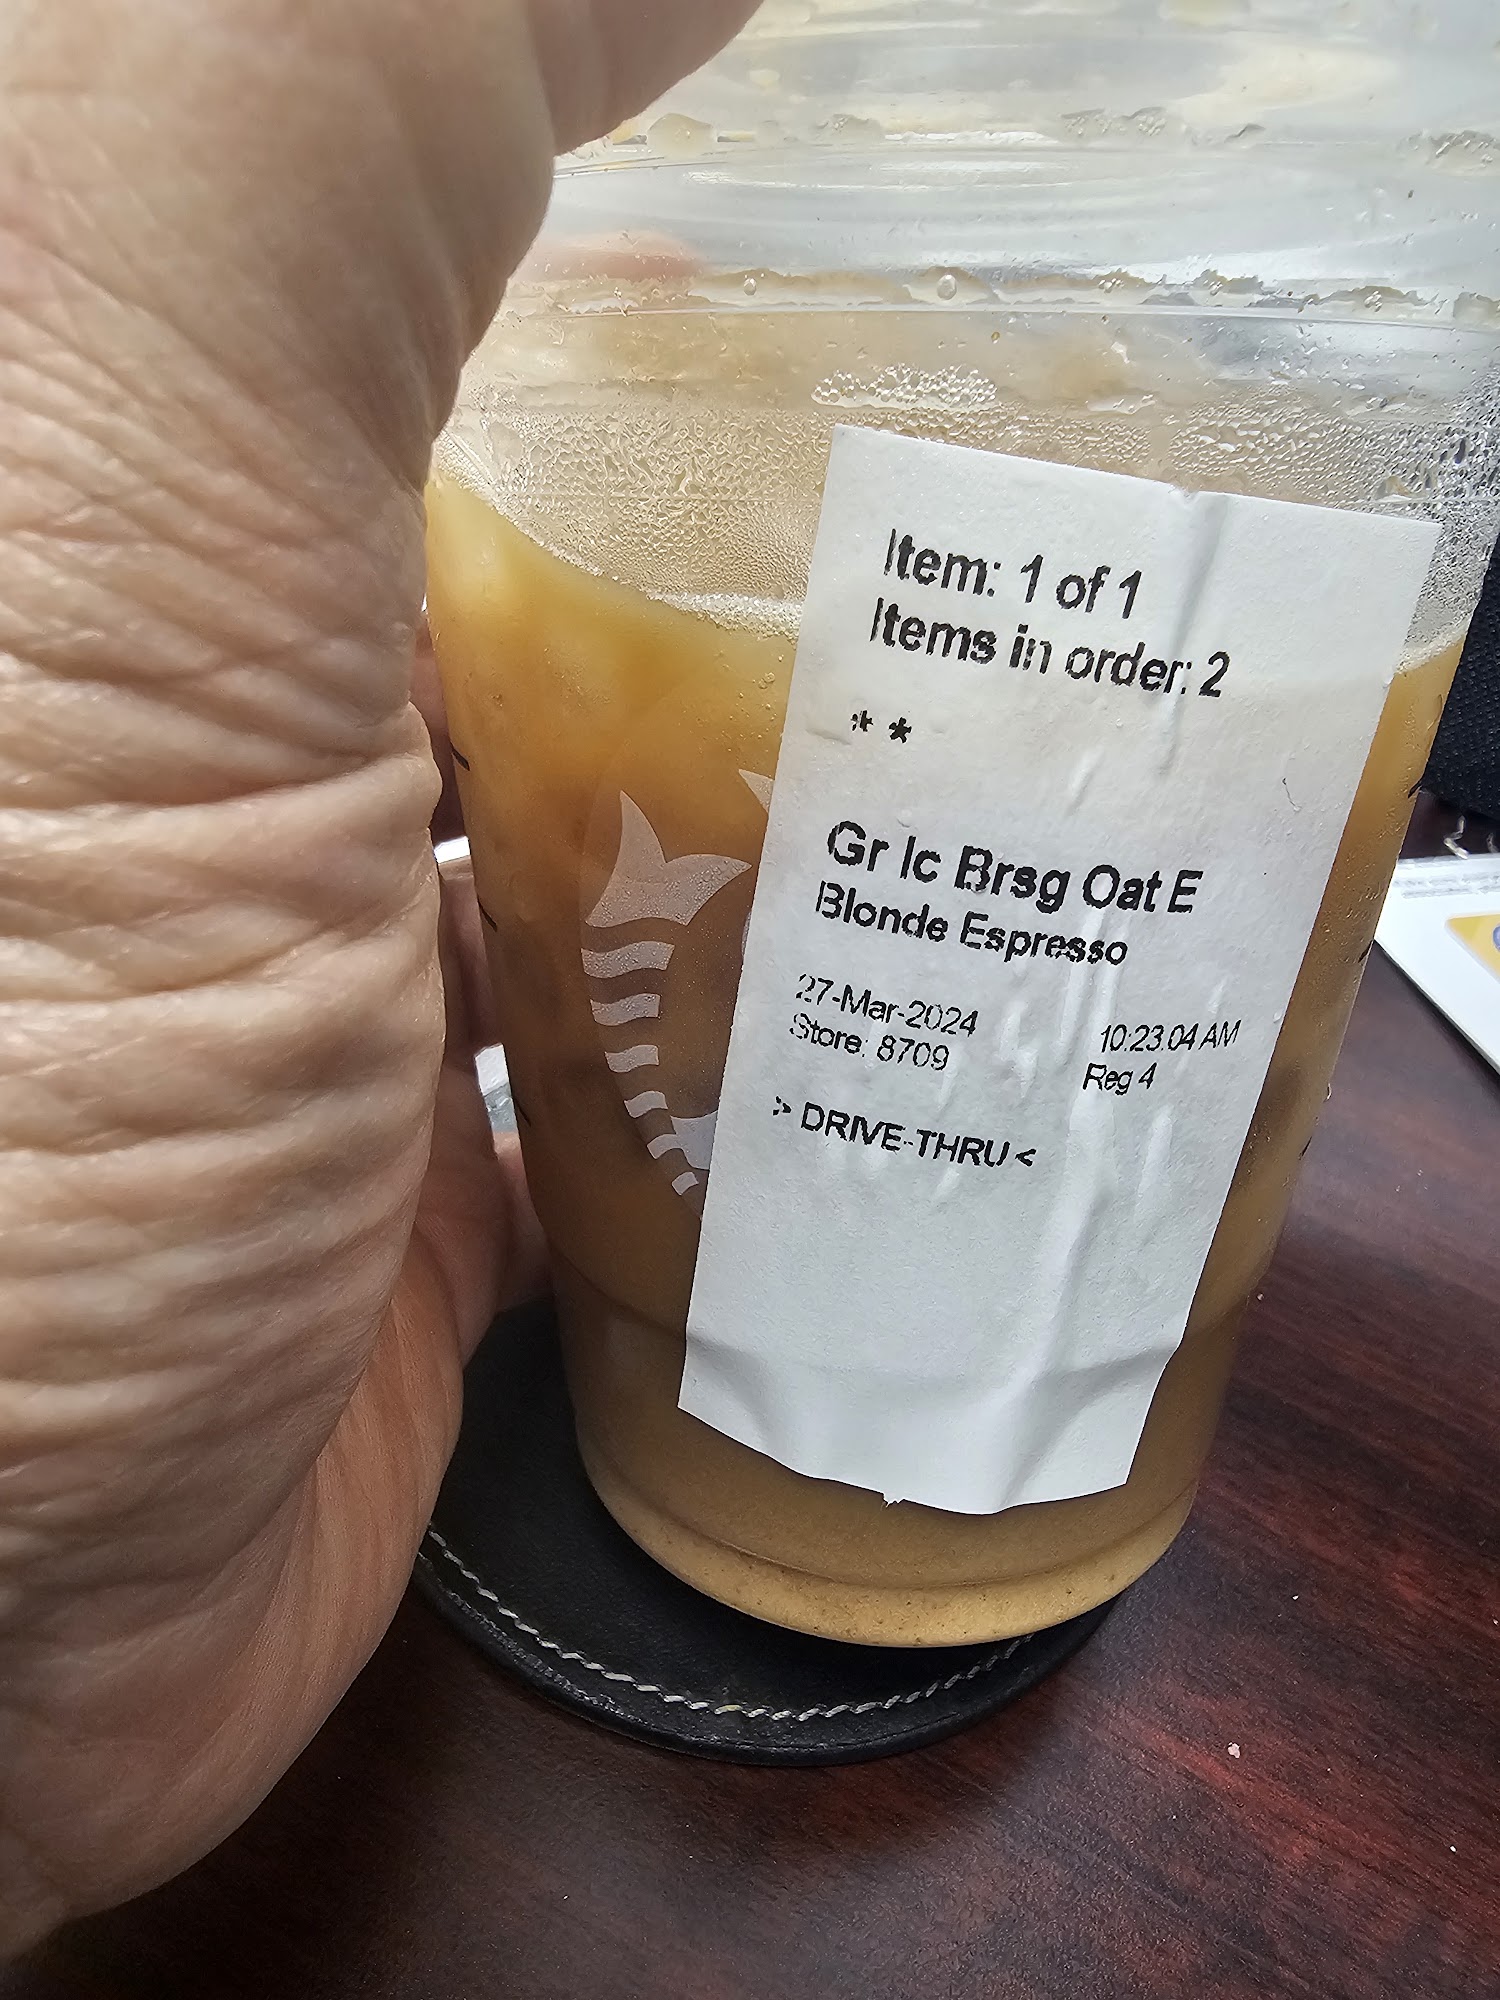 Item: 1 of 1
Items in order: 2
* *
Gr Ic Brsg Oat E
Blonde Espresso
27-Mar-2024 10:23:04 AM
Store: 8709 Reg 4
> DRIVE-THRU <